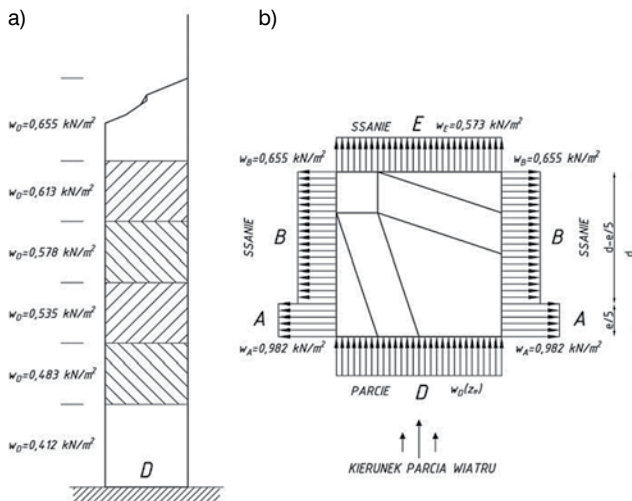 a)
w_D=0,655 kN/m²
w_D=0,613 kN/m²
w_D=0,578 kN/m²
w_D=0,535 kN/m²
w_D=0,483 kN/m²
w_D=0,412 kN/m²
D
b)
SSANIE E w_E=0,573 kN/m²
w_B=0,655 kN/m²
w_B=0,655 kN/m²
SSANIE
B
B
SSANIE
d-e/5
d
A
A
e/5
w_A=0,982 kN/m²
w_A=0,982 kN/m²
PARCIE D w_D(z_e)
KIERUNEK PARCIA WIATRU